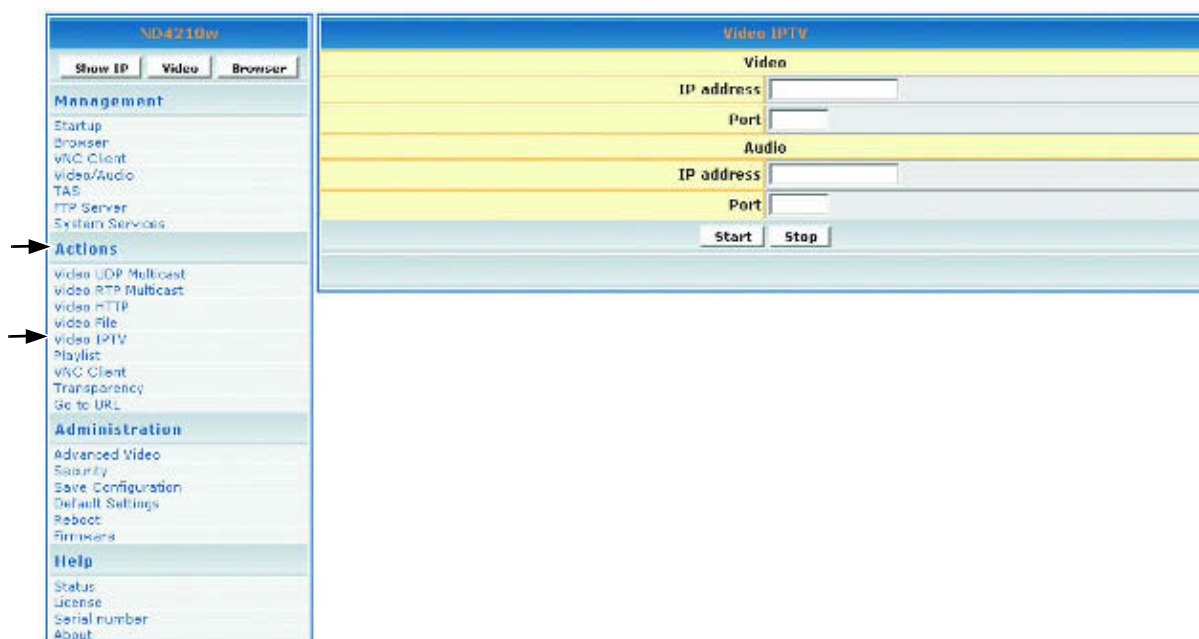 ND4210w
Show IP Video Browser
Management
Startup
Browser
VNC Client
Video/Audio
TAS
FTP Server
System Services
Actions
Video UDP Multicast
Video RTP Multicast
Video HTTP
Video File
Video IPTV
Playlist
VNC Client
Transparency
Go to URL
Administration
Advanced Video
Security
Save Configuration
Default Settings
Reboot
Firmware
Help
Status
License
Serial number
About
Video IPTV
Video
IP address
Port
Audio
IP address
Port
Start Stop